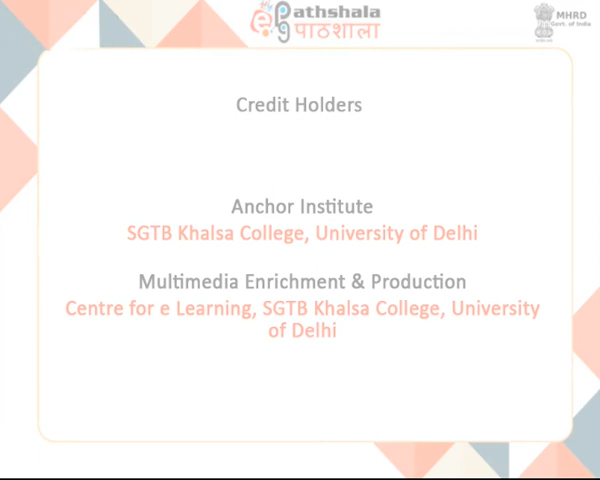 ePathshala
पाठशाला
MHRD
Govt. of India
Credit Holders
Anchor Institute
SGTB Khalsa College, University of Delhi
Multimedia Enrichment & Production
Centre for e Learning, SGTB Khalsa College, University
of Delhi